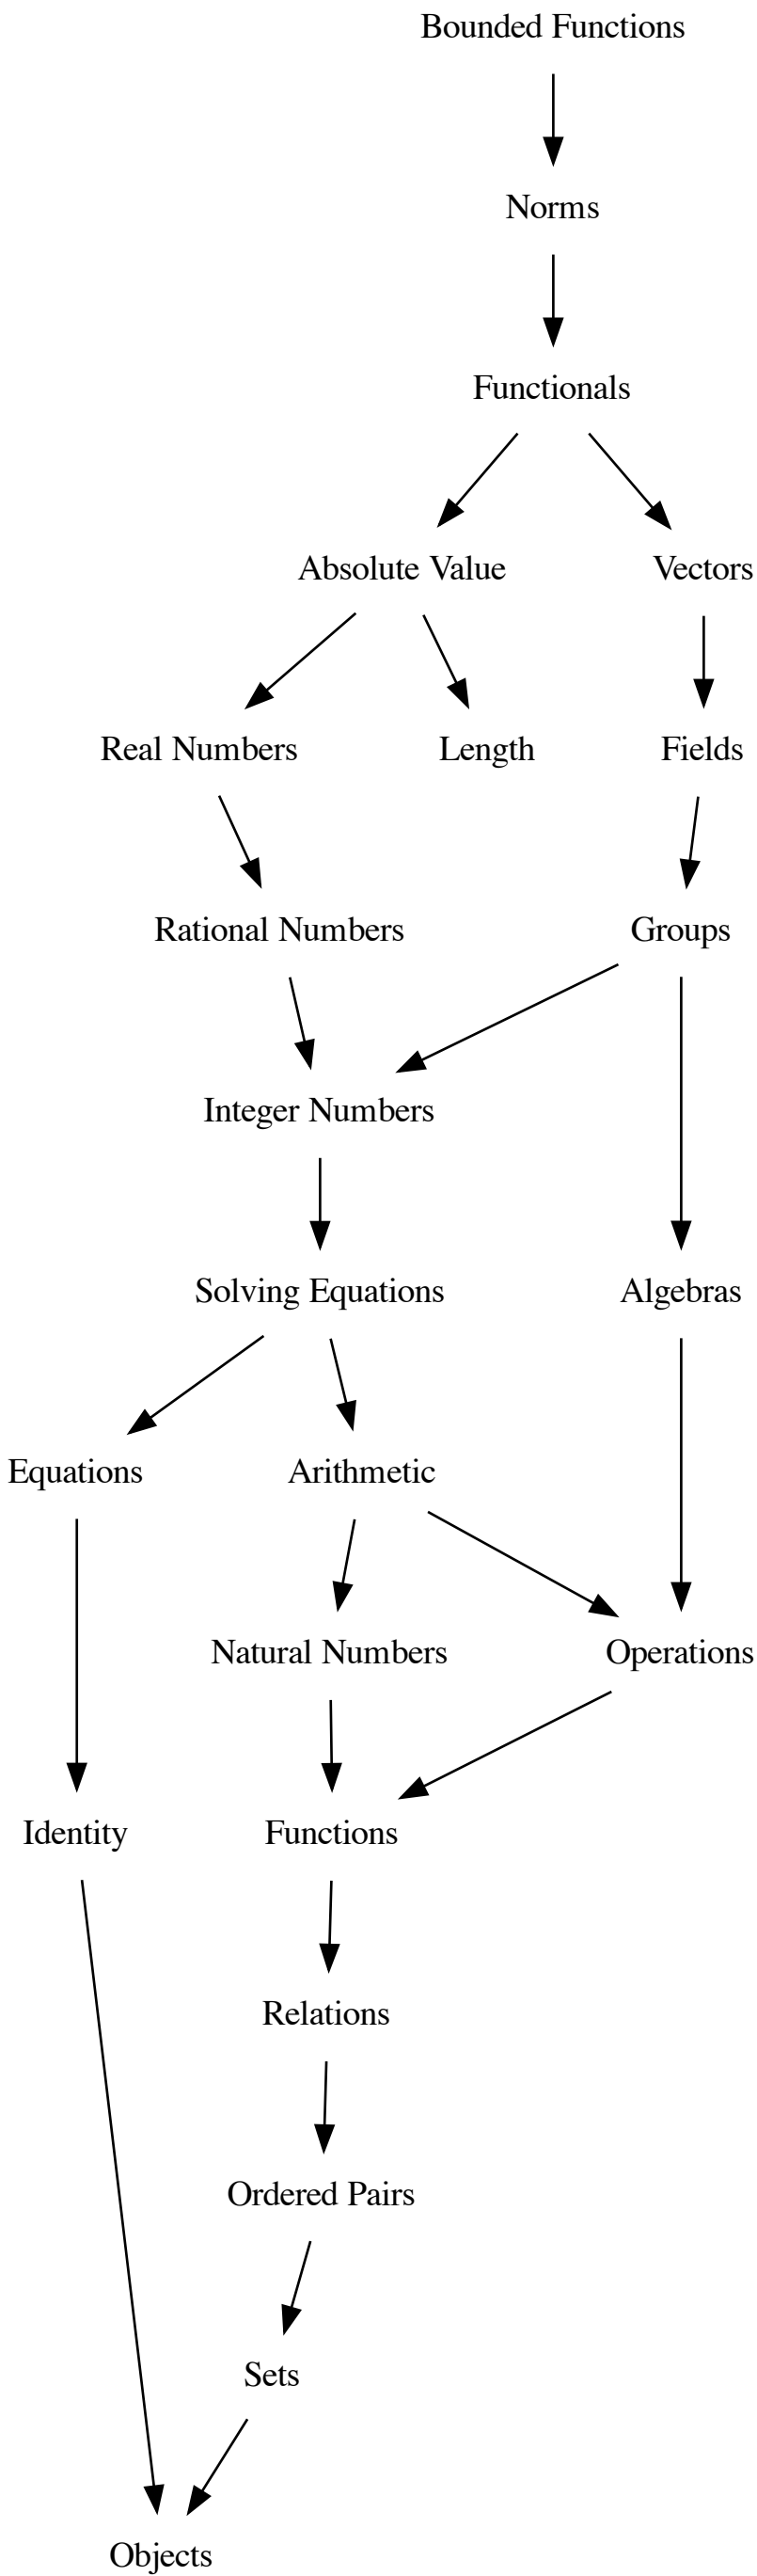 Bounded Functions
Norms
Functionals
Absolute Value
Vectors
Real Numbers
Length
Fields
Rational Numbers
Groups
Integer Numbers
Solving Equations
Algebras
Equations
Arithmetic
Natural Numbers
Operations
Identity
Functions
Relations
Ordered Pairs
Sets
Objects